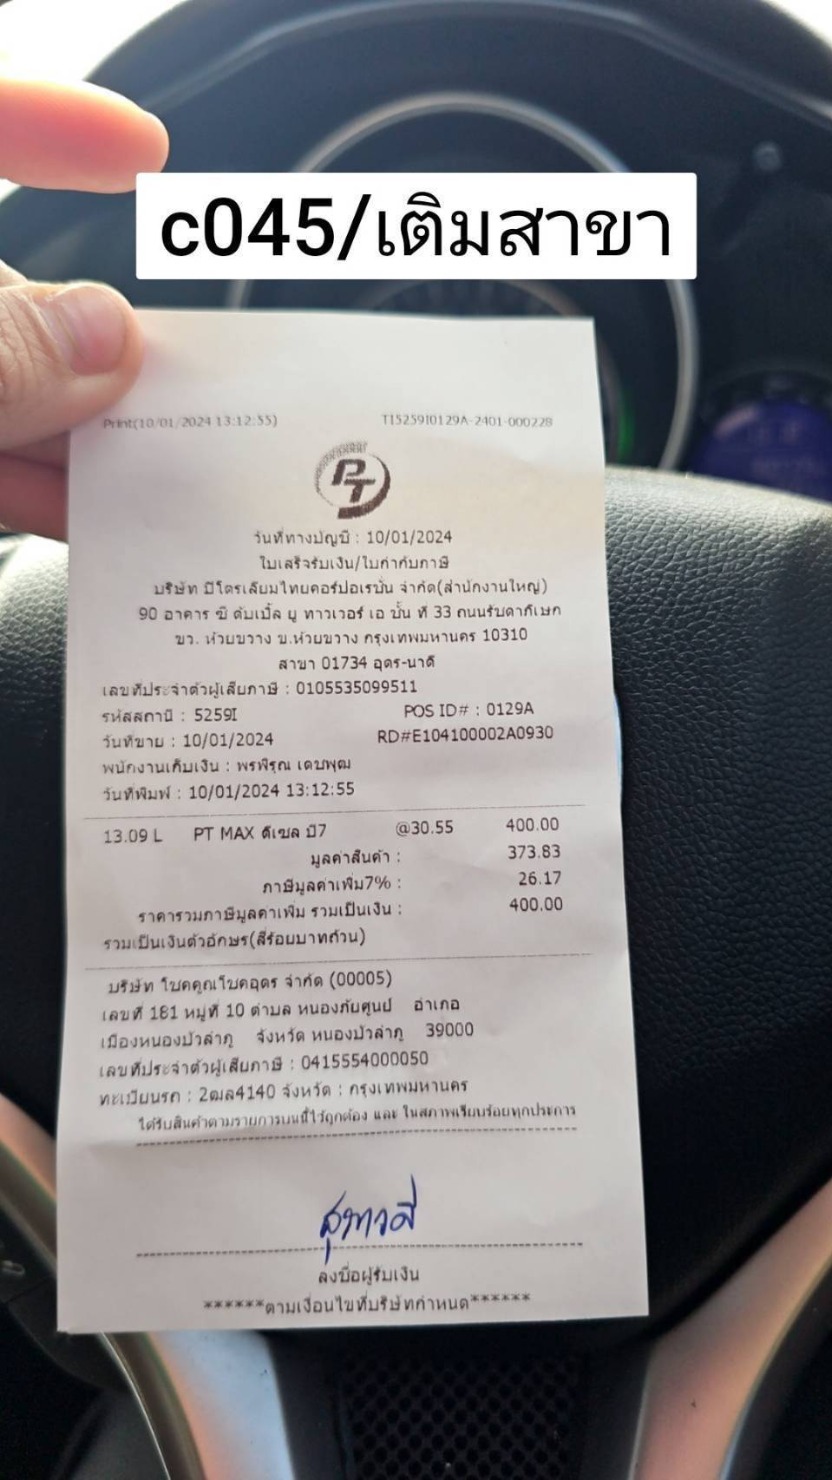 c045/เติมสาขา
Print(10/01/2024 13:12:55) T1525910129A-2401-000228
PT
วันที่ทางบัญชี : 10/01/2024
ใบเสร็จรับเงิน/ใบกำกับภาษี
บริษัท ปิโตรเลียมไทยคอร์ปอเรชั่น จำกัด(สำนักงานใหญ่)
90 อาคาร ซี ดับเบิ้ล ยู ทาวเวอร์ เอ ชั้น ที่ 33 ถนนรัชดาภิเษก
ขว. ห้วยขวาง ข.ห้วยขวาง กรุงเทพมหานคร 10310
สาขา 01734 อุดร-นาดี
เลขที่ประจำตัวผู้เสียภาษี : 0105535099511
รหัสสถานี : 5259I POS ID# : 0129A
วันที่ขาย : 10/01/2024 RD#E104100002A0930
พนักงานเก็บเงิน : พรพิรุณ เดชพุฒ
วันที่พิมพ์ : 10/01/2024 13:12:55
13.09 L PT MAX ดีเซล บี7 @30.55 400.00
มูลค่าสินค้า : 373.83
ภาษีมูลค่าเพิ่ม7% : 26.17
ราคารวมภาษีมูลค่าเพิ่ม รวมเป็นเงิน : 400.00
รวมเป็นเงินตัวอักษร(สี่ร้อยบาทถ้วน)
บริษัท โชคคูณโชคอุดร จำกัด (00005)
เลขที่ 181 หมู่ที่ 10 ตำบล หนองภัยศูนย์ อำเภอ
เมืองหนองบัวลำภู จังหวัด หนองบัวลำภู 39000
เลขที่ประจำตัวผู้เสียภาษี : 0415554000050
ทะเบียนรถ : 2ฒล4140 จังหวัด : กรุงเทพมหานคร
ได้รับสินค้าตามรายการบนนี้ไว้ถูกต้อง และ ในสภาพเรียบร้อยทุกประการ
สุภาวดี
ลงชื่อผู้รับเงิน
******ตามเงื่อนไขที่บริษัทกำหนด******